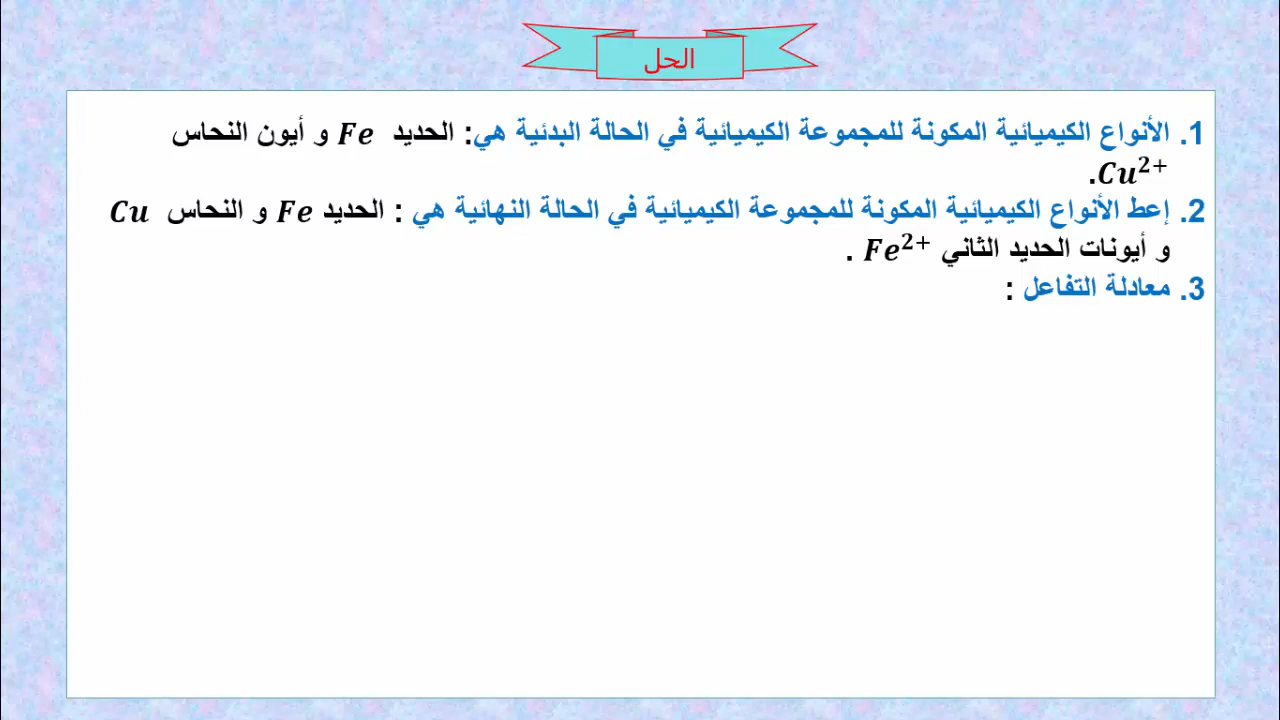 الحل
1. الأنواع الكيميائية المكونة للمجموعة الكيميائية في الحالة البدئية هي: الحديد Fe و أيون النحاس
Cu²⁺.
2. إعط الأنواع الكيميائية المكونة للمجموعة الكيميائية في الحالة النهائية هي : الحديد Fe و النحاس Cu
و أيونات الحديد الثاني Fe²⁺ .
3. معادلة التفاعل :